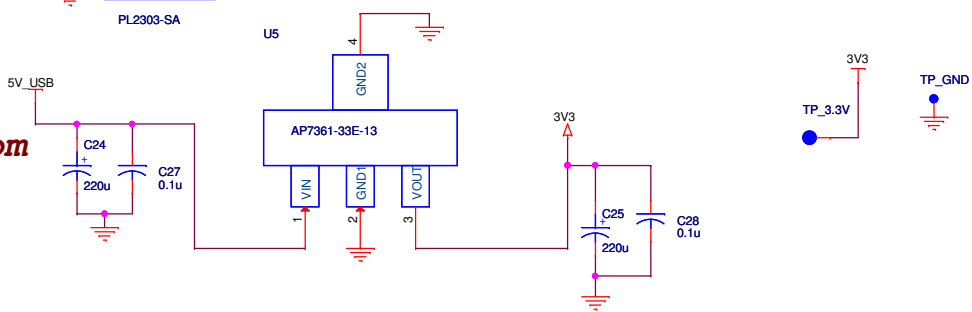 PL2303-SA
U5
4
GND2
5V_USB
3V3
TP_GND
TP_3.3V
AP7361-33E-13
3V3
om
C24
+
220u
C27
0.1u
VIN
GND1
VOUT
1
2
3
C25
+
220u
C28
0.1u